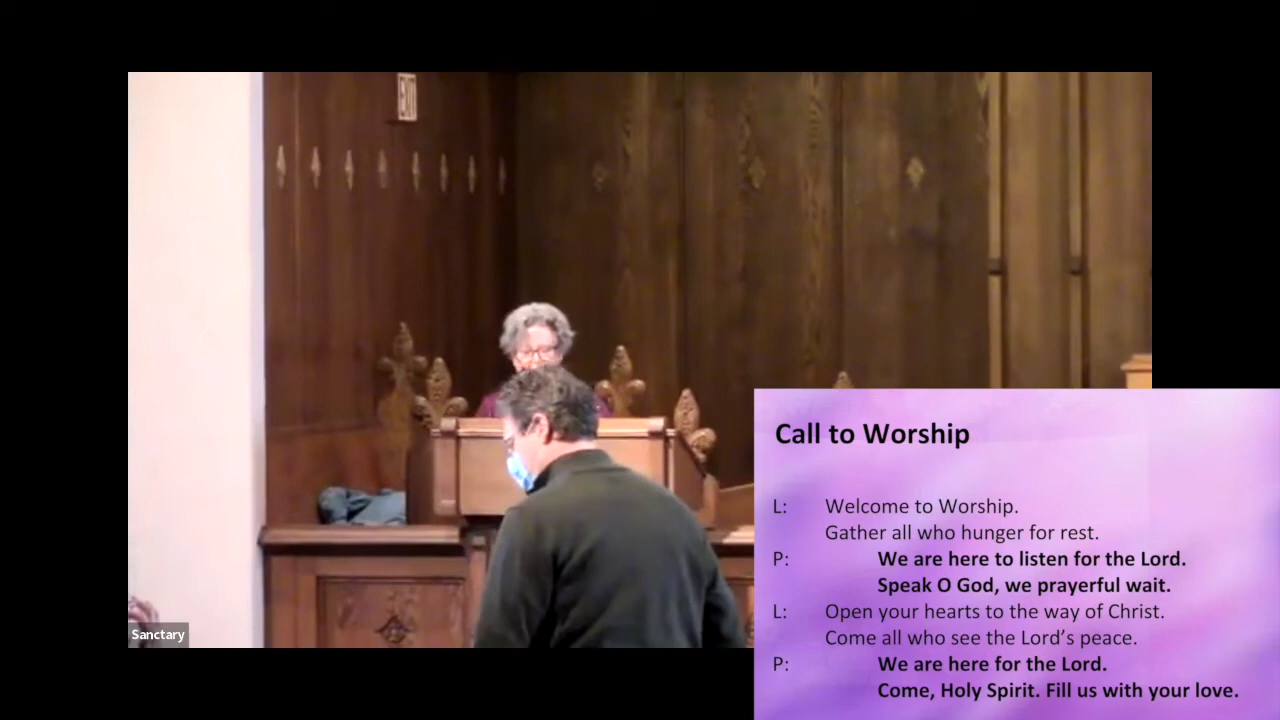 EXIT
Call to Worship
L: Welcome to Worship.
Gather all who hunger for rest.
P: We are here to listen for the Lord.
Speak O God, we prayerful wait.
L: Open your hearts to the way of Christ.
Come all who see the Lord’s peace.
Sanctary
P: We are here for the Lord.
Come, Holy Spirit. Fill us with your love.